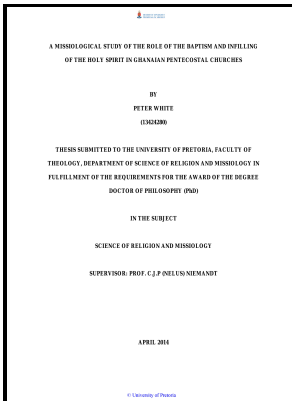 A MISSIOLOGICAL STUDY OF THE ROLE OF THE BAPTISM AND INFILLING
OF THE HOLY SPIRIT IN GHANAIAN PENTECOSTAL CHURCHES
BY
PETER WHITE
(13424280)
THESIS SUBMITTED TO THE UNIVERSITY OF PRETORIA, FACULTY OF
THEOLOGY, DEPARTMENT OF SCIENCE OF RELIGION AND MISSIOLOGY IN
FULFILLMENT OF THE REQUIREMENTS FOR THE AWARD OF THE DEGREE
DOCTOR OF PHILOSOPHY (PhD)
IN THE SUBJECT
SCIENCE OF RELIGION AND MISSIOLOGY
SUPERVISOR: PROF. C.J.P (NELUS) NIEMANDT
APRIL 2014
© University of Pretoria